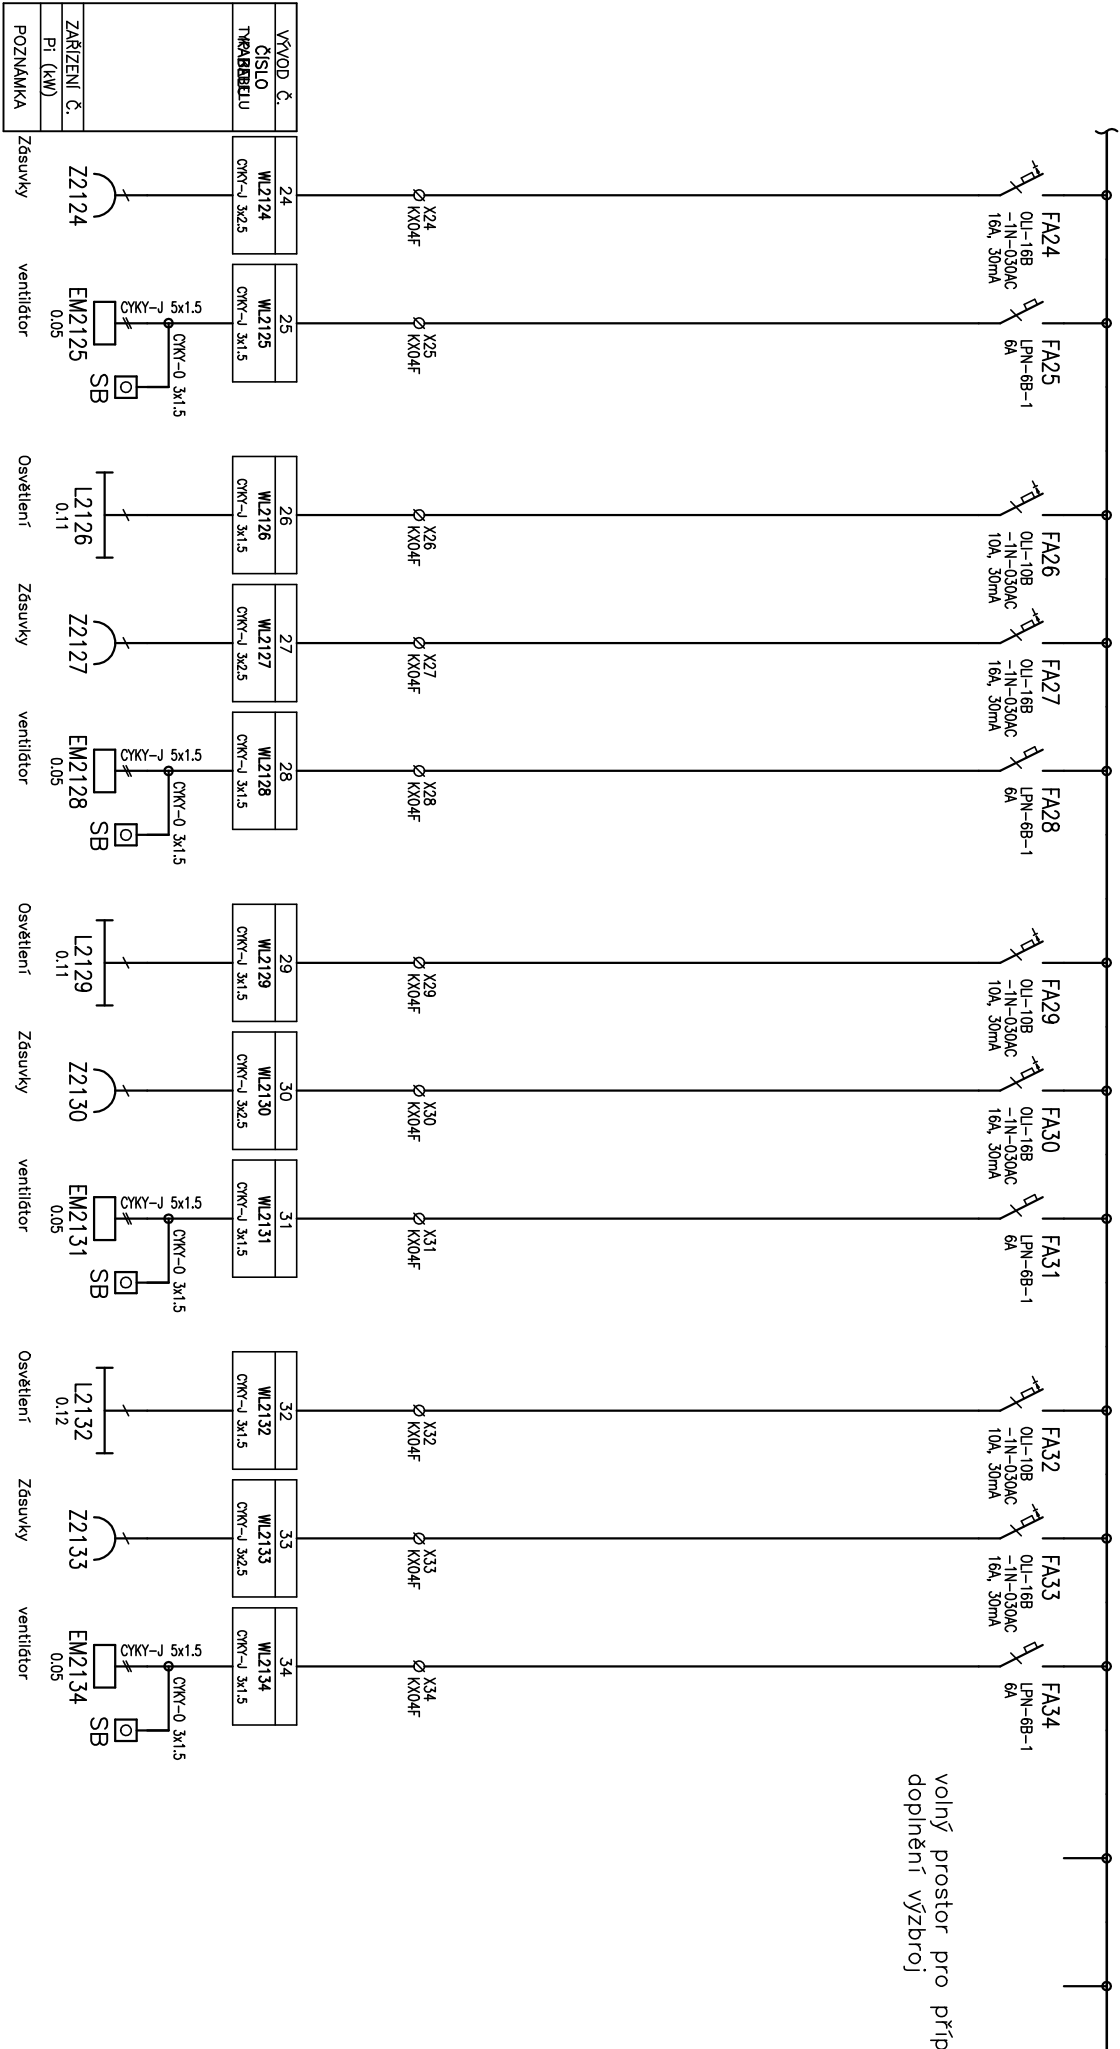 FA24
OLI-16B
-1N-030AC
16A, 30mA
FA25
LPN-6B-1
6A
FA26
OLI-10B
-1N-030AC
10A, 30mA
FA27
OLI-16B
-1N-030AC
16A, 30mA
FA28
LPN-6B-1
6A
FA29
OLI-10B
-1N-030AC
10A, 30mA
FA30
OLI-16B
-1N-030AC
16A, 30mA
FA31
LPN-6B-1
6A
FA32
OLI-10B
-1N-030AC
10A, 30mA
FA33
OLI-16B
-1N-030AC
16A, 30mA
FA34
LPN-6B-1
6A
volný prostor pro příp
doplnění výzbroj
X24
KX04F
X25
KX04F
X26
KX04F
X27
KX04F
X28
KX04F
X29
KX04F
X30
KX04F
X31
KX04F
X32
KX04F
X33
KX04F
X34
KX04F
VÝVOD Č. 24 25 26 27 28 29 30 31 32 33 34
ČÍSLO
WL2124 WL2125 WL2126 WL2127 WL2128 WL2129 WL2130 WL2131 WL2132 WL2133 WL2134
CYKY-J 3x2.5 CYKY-J 3x1.5 CYKY-J 3x1.5 CYKY-J 3x2.5 CYKY-J 3x1.5 CYKY-J 3x1.5 CYKY-J 3x2.5 CYKY-J 3x1.5 CYKY-J 3x1.5 CYKY-J 3x2.5 CYKY-J 3x1.5
CYKY-O 3x1.5 CYKY-O 3x1.5 CYKY-O 3x1.5 CYKY-O 3x1.5
CYKY-J 5x1.5 CYKY-J 5x1.5 CYKY-J 5x1.5 CYKY-J 5x1.5
SB SB SB SB
ZAŘÍZENÍ Č. Z2124 EM2125 L2126 Z2127 EM2128 L2129 Z2130 EM2131 L2132 Z2133 EM2134
Pi (kW) 0.05 0.11 0.05 0.11 0.05 0.12 0.05
POZNÁMKA Zásuvky ventilátor Osvětlení Zásuvky ventilátor Osvětlení Zásuvky ventilátor Osvětlení Zásuvky ventilátor